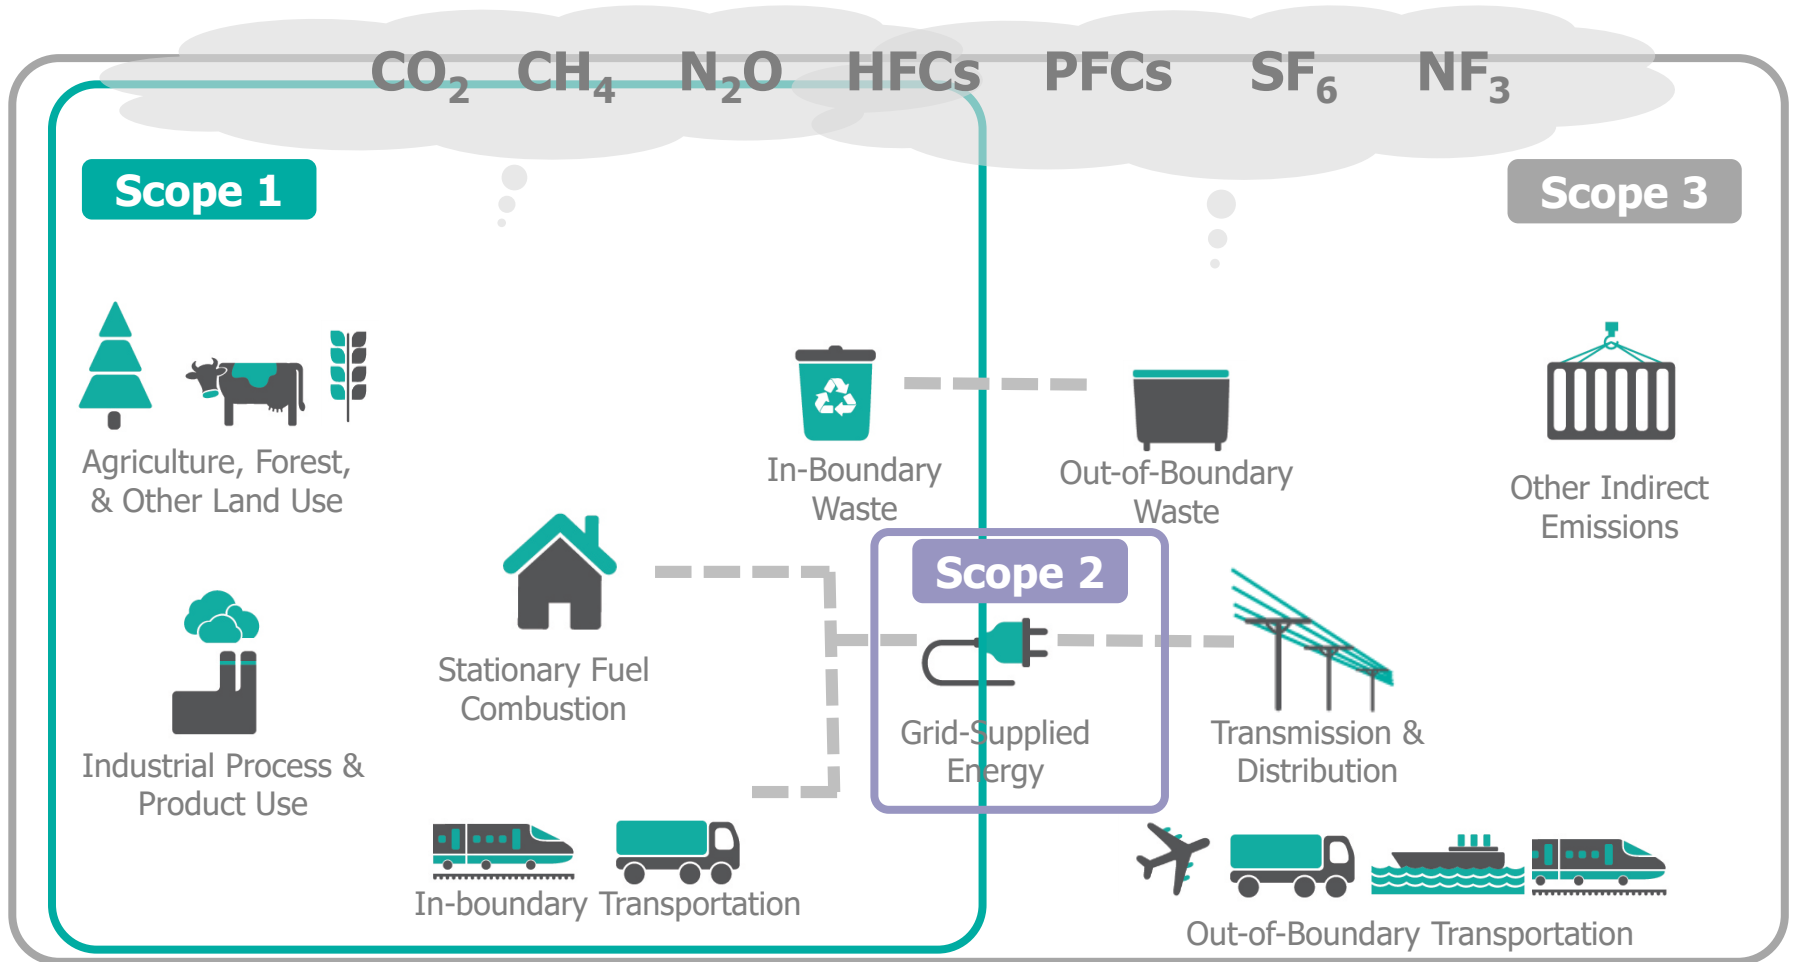 CO₂ CH₄ N₂O HFCs PFCs SF₆ NF₃
Scope 1
Scope 3
Agriculture, Forest,
& Other Land Use
In-Boundary
Waste
Out-of-Boundary
Waste
Other Indirect
Emissions
Scope 2
Stationary Fuel
Combustion
Grid-Supplied
Energy
Transmission &
Distribution
Industrial Process &
Product Use
In-boundary Transportation
Out-of-Boundary Transportation